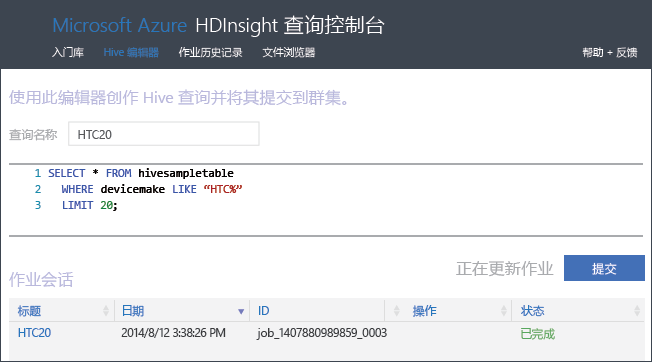 Microsoft Azure HDInsight 查询控制台
入门库 Hive 编辑器 作业历史记录 文件浏览器 帮助 + 反馈
使用此编辑器创作 Hive 查询并将其提交到群集。
查询名称 HTC20
1 SELECT * FROM hivesampletable
2 WHERE devicemake LIKE “HTC%”
3 LIMIT 20;
正在更新作业 提交
作业会话
标题 日期 ID 操作 状态
HTC20 2014/8/12 3:38:26 PM job_1407880989859_0003 已完成